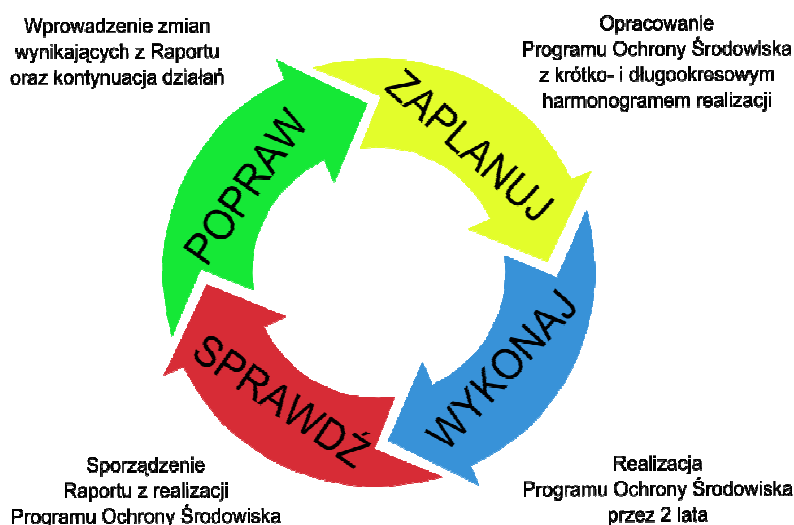 Wprowadzenie zmian
wynikających z Raportu
oraz kontynuacja działań
Opracowanie
Programu Ochrony Środowiska
z krótko- i długookresowym
harmonogramem realizacji
ZAPLANUJ
WYKONAJ
SPRAWDŹ
POPRAW
Sporządzenie
Raportu z realizacji
Programu Ochrony Środowiska
Realizacja
Programu Ochrony Środowiska
przez 2 lata